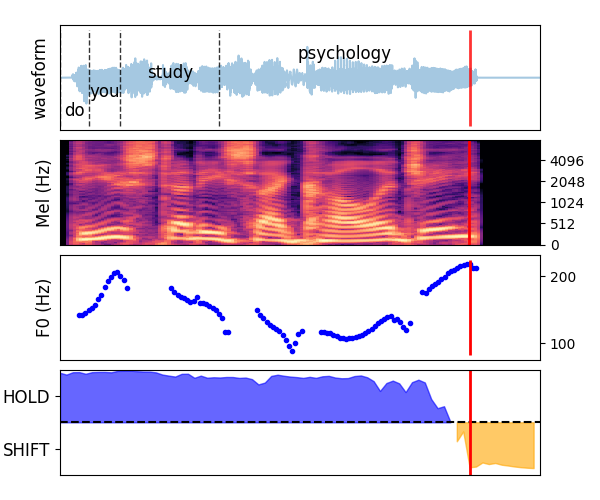 waveform
do
you
study
psychology
Mel (Hz)
4096
2048
1024
512
0
F0 (Hz)
200
100
HOLD
SHIFT